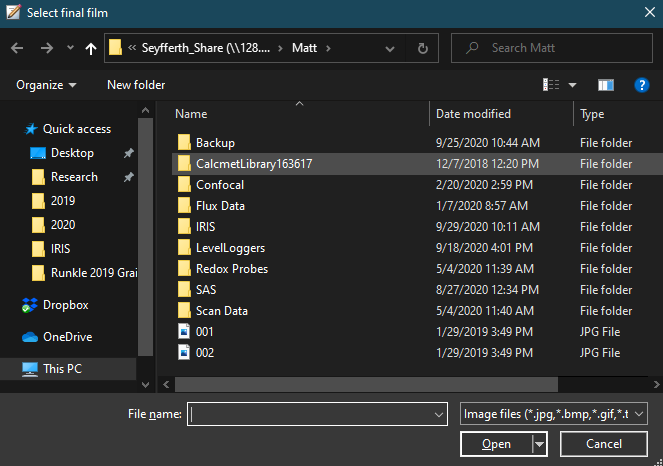 Select final film
Seyfferth_Share (\\128.... > Matt >
Search Matt
Organize
New folder
Name Date modified Type
Quick access
Desktop
Research
2019
2020
IRIS
Runkle 2019 Grai
Dropbox
OneDrive
This PC
Backup 9/25/2020 10:44 AM File folder
CalcmetLibrary163617 12/7/2018 12:20 PM File folder
Confocal 2/20/2020 2:59 PM File folder
Flux Data 1/7/2020 8:57 AM File folder
IRIS 9/29/2020 10:11 AM File folder
LevelLoggers 9/18/2020 4:01 PM File folder
Redox Probes 5/4/2020 11:39 AM File folder
SAS 8/27/2020 12:34 PM File folder
Scan Data 5/4/2020 11:40 AM File folder
001 1/29/2019 3:49 PM JPG File
002 1/29/2019 3:49 PM JPG File
File name:
Image files (*.jpg,*.bmp,*.gif,*.t
Open
Cancel